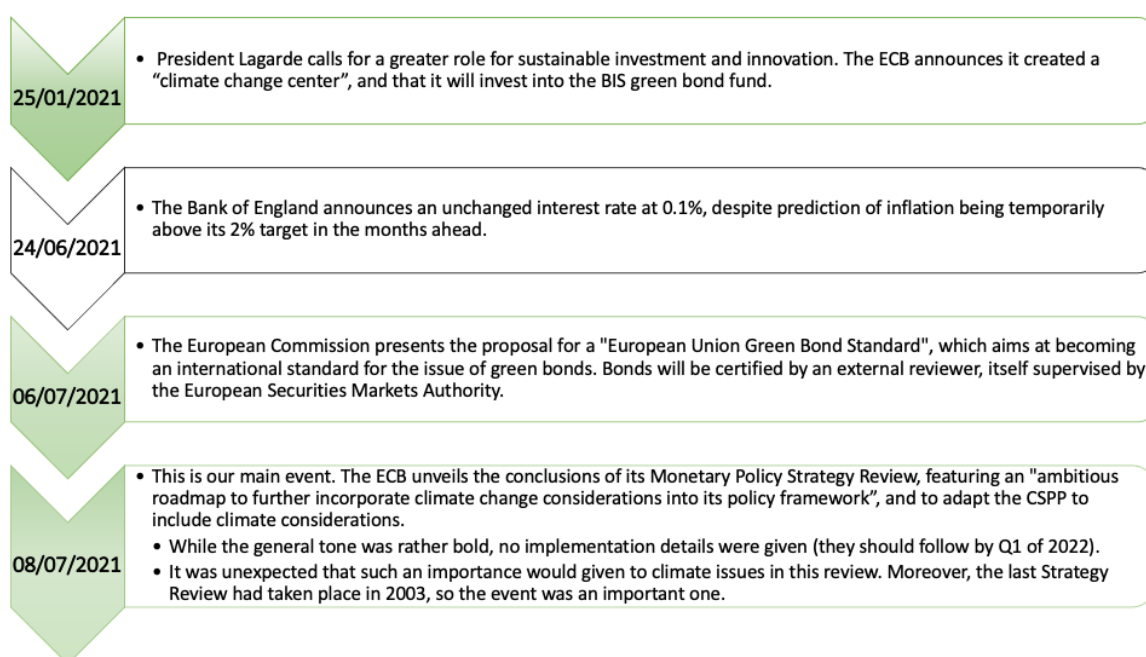 25/01/2021
• President Lagarde calls for a greater role for sustainable investment and innovation. The ECB announces it created a
“climate change center”, and that it will invest into the BIS green bond fund.
24/06/2021
• The Bank of England announces an unchanged interest rate at 0.1%, despite prediction of inflation being temporarily
above its 2% target in the months ahead.
06/07/2021
• The European Commission presents the proposal for a "European Union Green Bond Standard", which aims at becoming
an international standard for the issue of green bonds. Bonds will be certified by an external reviewer, itself supervised by
the European Securities Markets Authority.
08/07/2021
• This is our main event. The ECB unveils the conclusions of its Monetary Policy Strategy Review, featuring an "ambitious
roadmap to further incorporate climate change considerations into its policy framework”, and to adapt the CSPP to
include climate considerations.
• While the general tone was rather bold, no implementation details were given (they should follow by Q1 of 2022).
• It was unexpected that such an importance would given to climate issues in this review. Moreover, the last Strategy
Review had taken place in 2003, so the event was an important one.